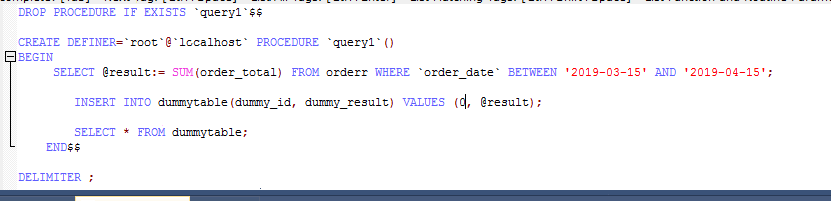 DROP PROCEDURE IF EXISTS `query1`$$
CREATE DEFINER=`root`@`lccalhost` PROCEDURE `query1`()
BEGIN
SELECT @result:= SUM(order_total) FROM orderr WHERE `order_date` BETWEEN '2019-03-15' AND '2019-04-15';
INSERT INTO dummytable(dummy_id, dummy_result) VALUES (0, @result);
SELECT * FROM dummytable;
END$$
DELIMITER ;